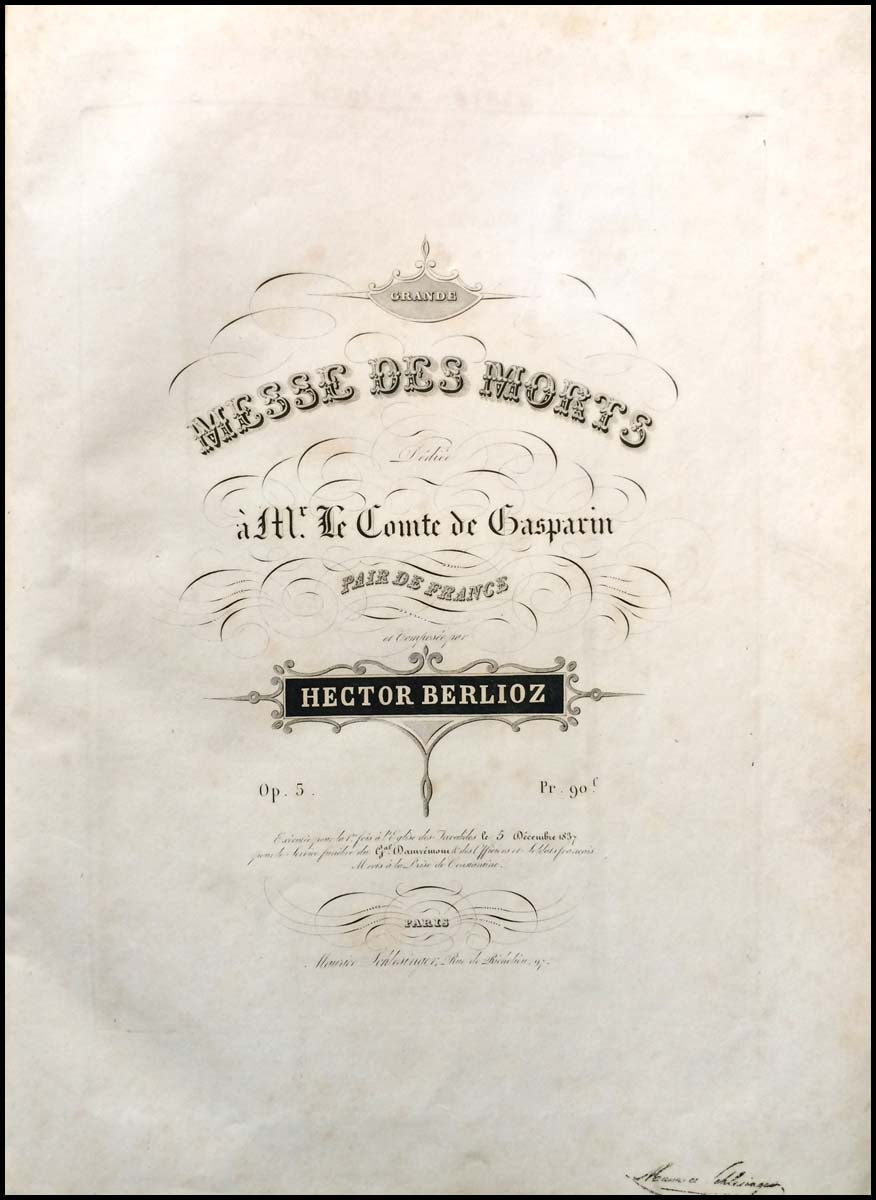 GRANDE
MESSE DES MORTS
Dédiée
à Mr. Le Comte de Gasparin
PAIR DE FRANCE
et Composée par
HECTOR BERLIOZ
Op. 5. Pr. 90f
Exécutée pour la 1re fois à l'Eglise des Invalides le 5 Décembre 1837
pour le Service funèbre du Gal. Damrémont & des Officiers et Soldats français
Morts à la Prise de Constantine.
PARIS
Maurice Schlesinger, Rue de Richelieu, 97.
Maurice Schlesinger